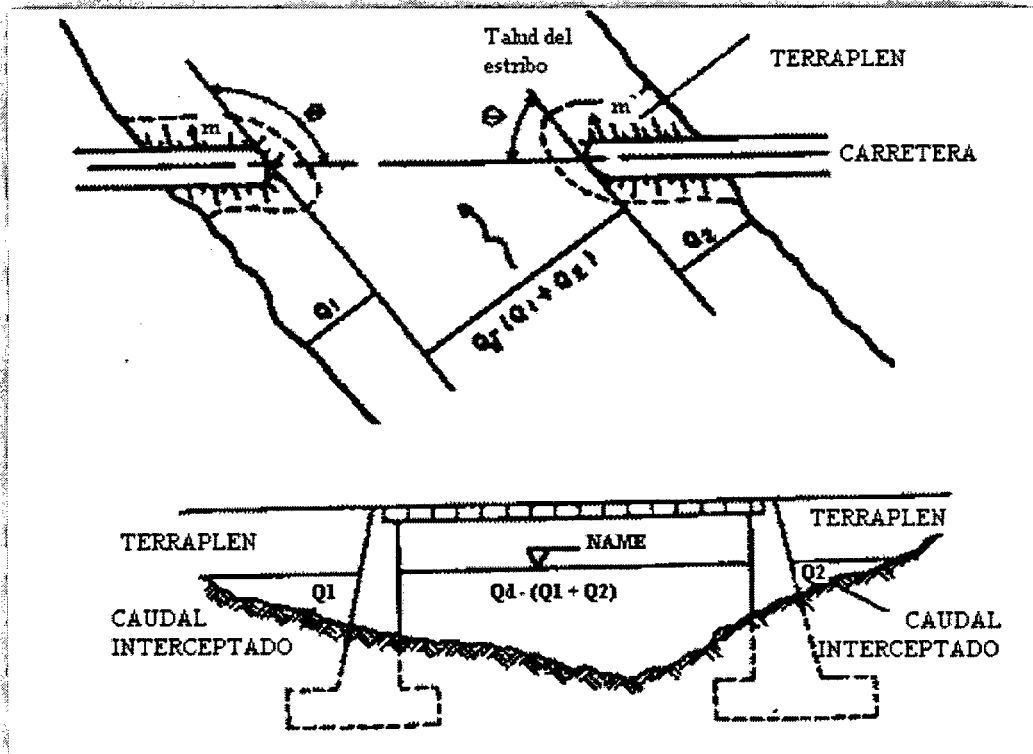 Talud del
estribo
TERRAPLEN
m
m
CARRETERA
Q1
Q2
Qd - (Q1 + Q2)
NAME
TERRAPLEN
TERRAPLEN
Q1
Qd - (Q1 + Q2)
Q2
CAUDAL
INTERCEPTADO
CAUDAL
INTERCEPTADO